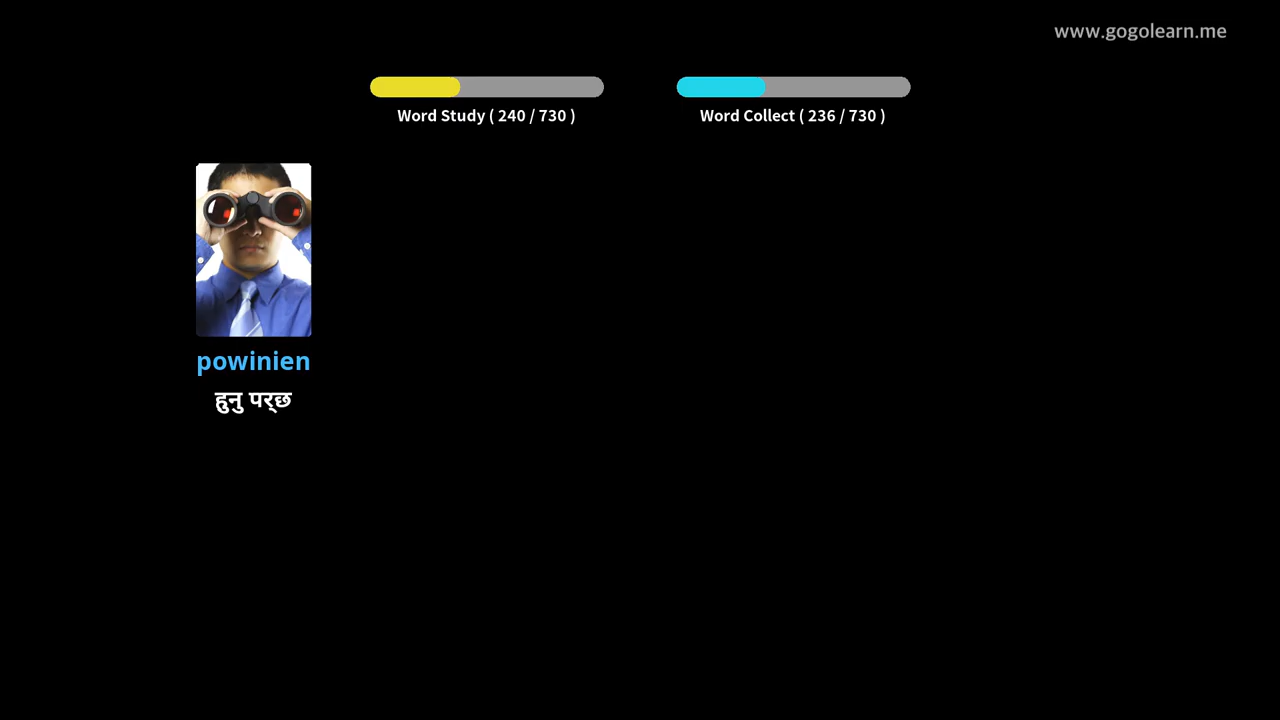 www.gogolearn.me
Word Study ( 240 / 730 )
Word Collect ( 236 / 730 )
powinien
हुनु पर्छ